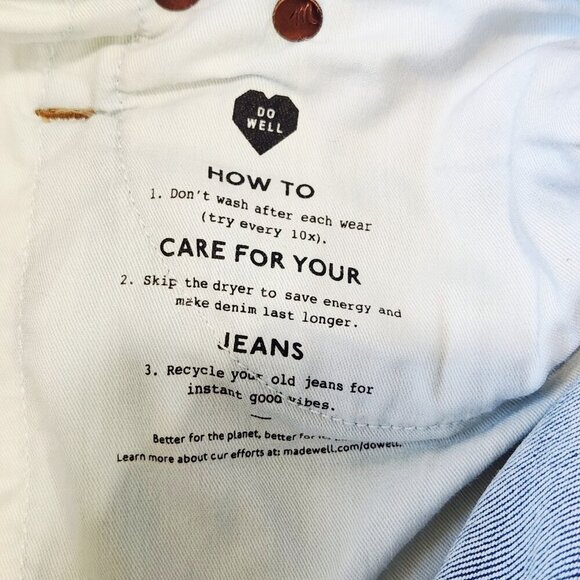 DO
WELL
HOW TO
1. Don't wash after each wear
(try every 10x).
CARE FOR YOUR
2. Skip the dryer to save energy and
make denim last longer.
JEANS
3. Recycle your old jeans for
instant good vibes.
Better for the planet, better for
Learn more about our efforts at: madewell.com/dowell.